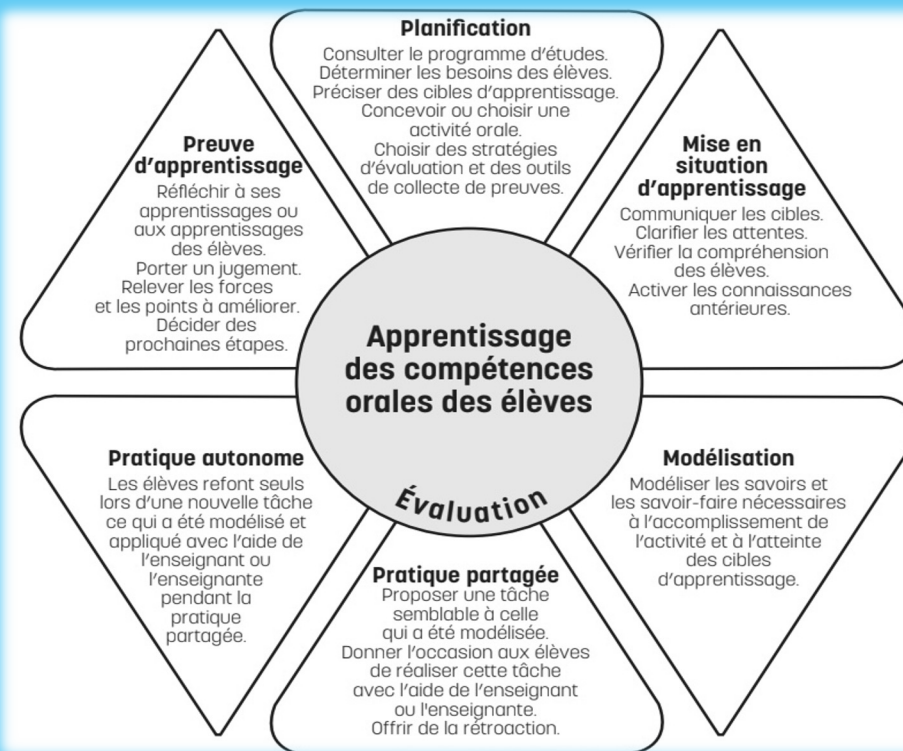 Planification
Consulter le programme d'études.
Déterminer les besoins des élèves.
Préciser des cibles d'apprentissage.
Concevoir ou choisir une
activité orale.
Choisir des stratégies
d'évaluation et des outils
de collecte de preuves.
Mise en
situation
d'apprentissage
Communiquer les cibles.
Clarifier les attentes.
Vérifier la compréhension
des élèves.
Activer les connaissances
antérieures.
Modélisation
Modéliser les savoirs et
les savoir-faire nécessaires
à l'accomplissement de
l'activité et à l'atteinte
des cibles
d'apprentissage.
Pratique partagée
Proposer une tâche
semblable à celle
qui a été modélisée.
Donner l'occasion aux élèves
de réaliser cette tâche
avec l'aide de l'enseignant
ou l'enseignante.
Offrir de la rétroaction.
Pratique autonome
Les élèves refont seuls
lors d'une nouvelle tâche
ce qui a été modélisé et
appliqué avec l'aide de
l'enseignant ou
l'enseignante
pendant la
pratique
partagée.
Preuve
d'apprentissage
Réfléchir à ses
apprentissages ou
aux apprentissages
des élèves.
Porter un jugement.
Relever les forces
et les points à améliorer.
Décider des
prochaines étapes.
Apprentissage
des compétences
orales des élèves
Évaluation